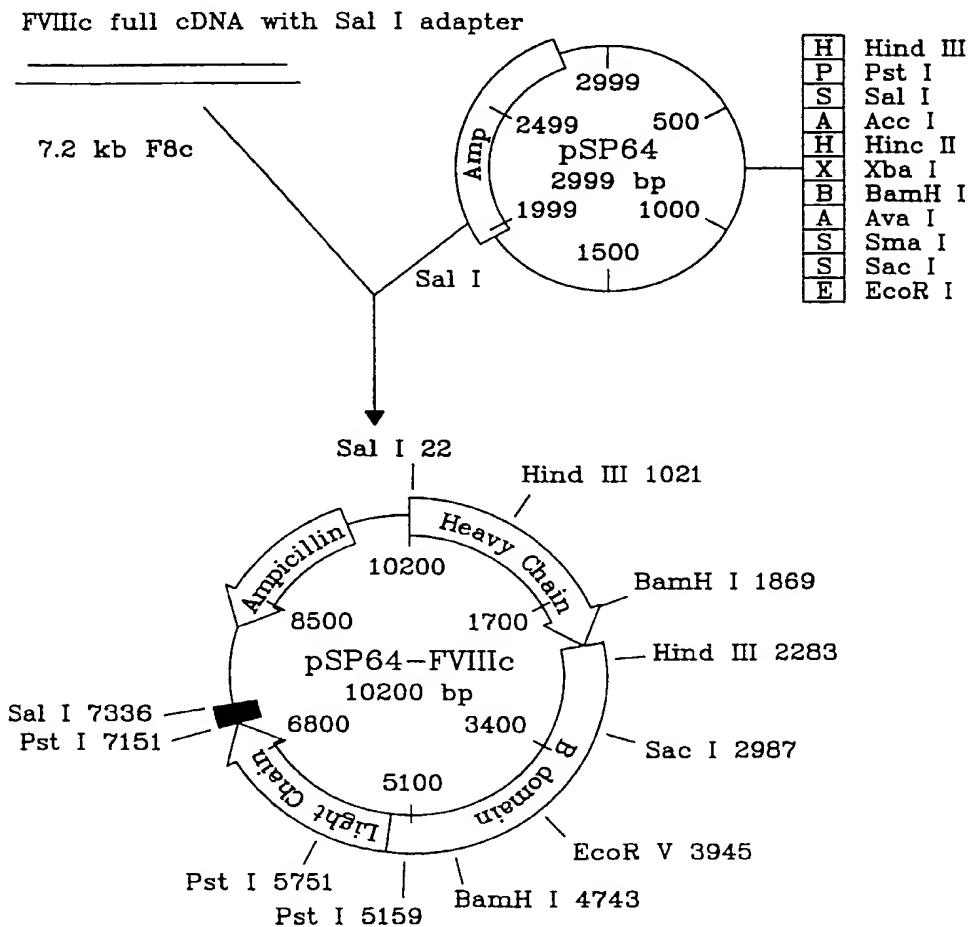 FVIIIc full cDNA with Sal I adapter
7.2 kb F8c
Amp
2999
2499
500
pSP64
2999 bp
1999
1000
1500
H Hind III
P Pst I
S Sal I
A Acc I
H Hinc II
X Xba I
B BamH I
A Ava I
S Sma I
S Sac I
E EcoR I
Sal I
Sal I 22
Hind III 1021
Heavy Chain
Ampicillin
10200
BamH I 1869
8500
1700
Hind III 2283
pSP64-FVIIIc
10200 bp
Sal I 7336
Pst I 7151
6800
3400
Sac I 2987
B domain
5100
Light Chain
EcoR V 3945
Pst I 5751
BamH I 4743
Pst I 5159